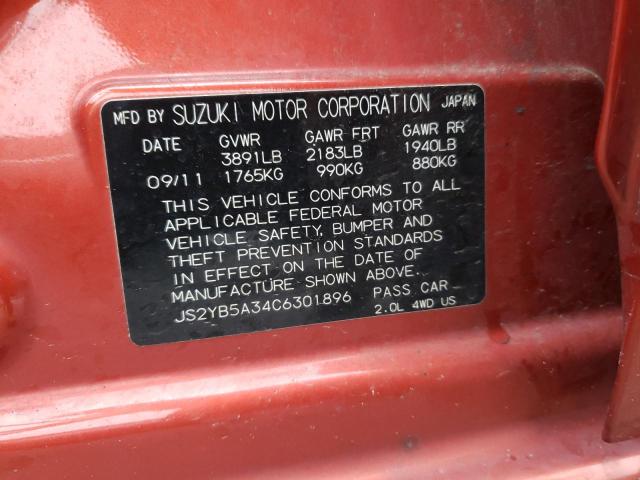 MFD BY SUZUKI MOTOR CORPORATION JAPAN
DATE GVWR GAWR FRT GAWR RR
3891LB 2183LB 1940LB
09/11 1765KG 990KG 880KG
THIS VEHICLE CONFORMS TO ALL
APPLICABLE FEDERAL MOTOR
VEHICLE SAFETY, BUMPER AND
THEFT PREVENTION STANDARDS
IN EFFECT ON THE DATE OF
MANUFACTURE SHOWN ABOVE.
JS2YB5A34C6301896 PASS CAR
2.0L 4WD US